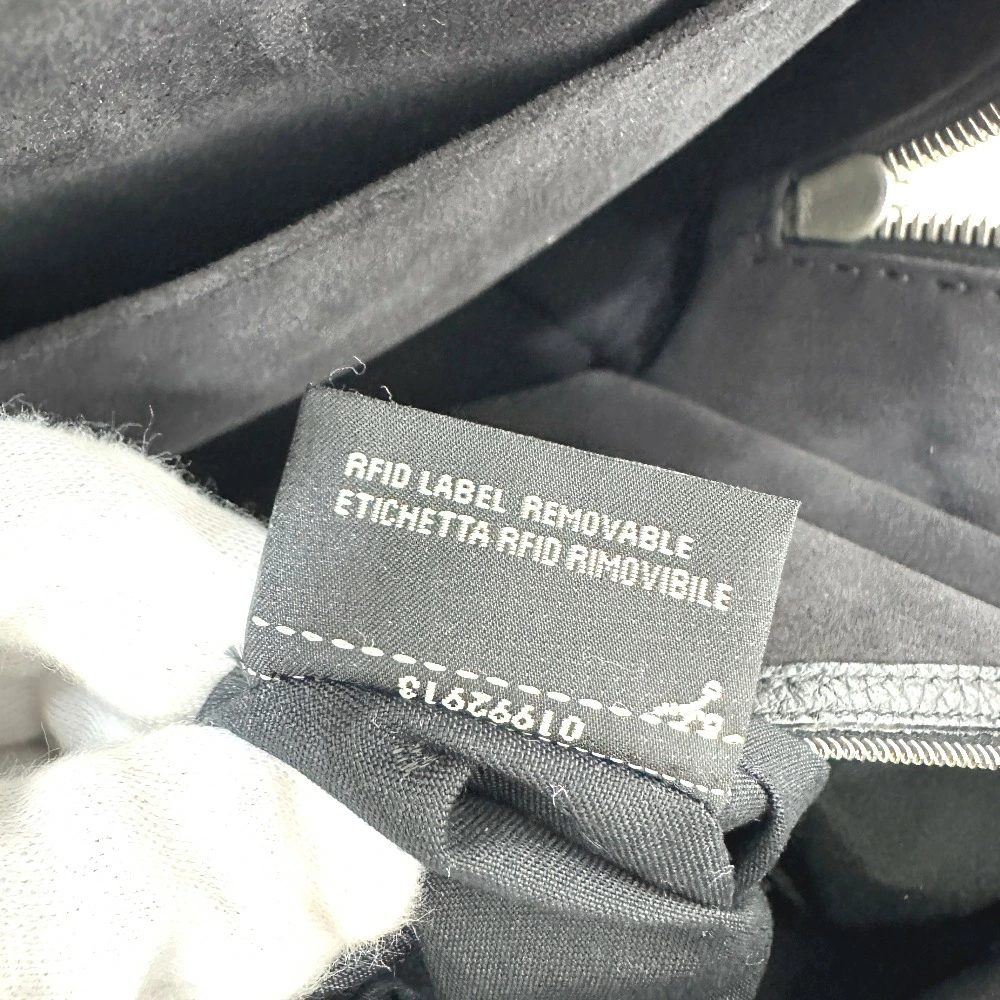 RFID LABEL REMOVABLE
ETICHETTA RFID RIMOVIBILE
01992913